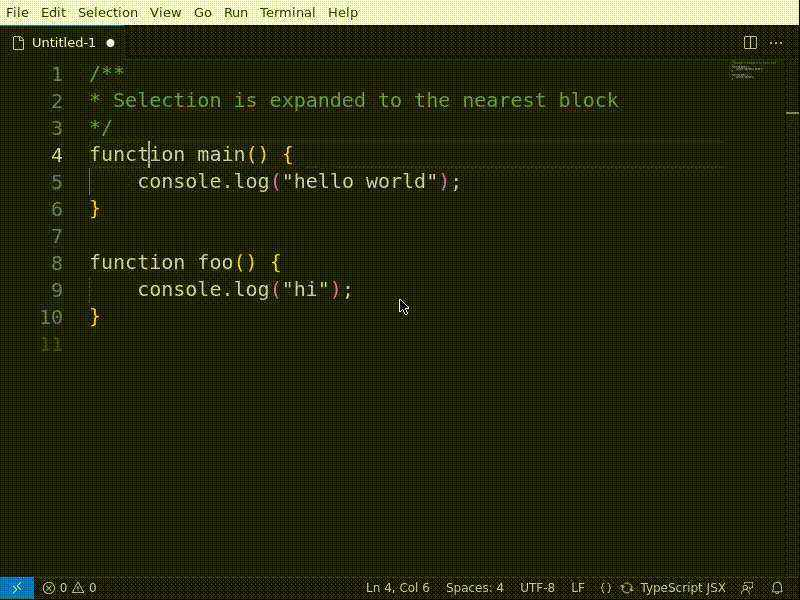 File Edit Selection View Go Run Terminal Help
Untitled-1
1 /**
2 * Selection is expanded to the nearest block
3 */
4 function main() {
5     console.log("hello world");
6 }
7
8 function foo() {
9     console.log("hi");
10 }
11
0 0 Ln 4, Col 6 Spaces: 4 UTF-8 LF {} TypeScript JSX